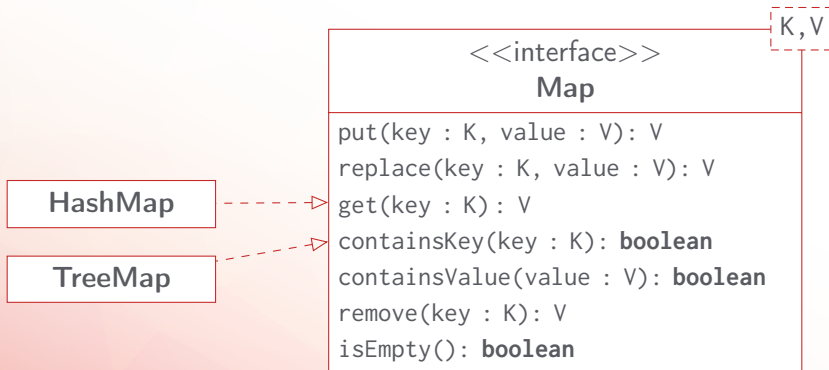 K,V
<<interface>>
Map
put(key : K, value : V): V
replace(key : K, value : V): V
HashMap
get(key : K): V
containsKey(key : K): boolean
TreeMap
containsValue(value : V): boolean
remove(key : K): V
isEmpty(): boolean